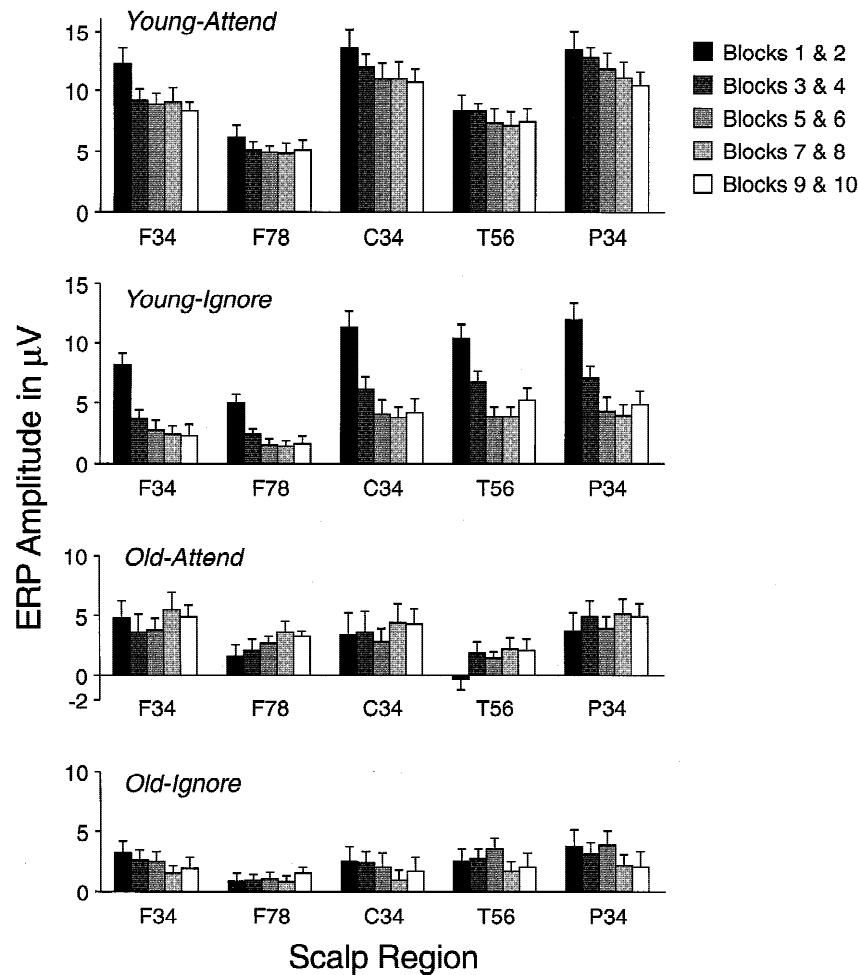 Young-Attend
15
10
5
0
F34 F78 C34 T56 P34
Blocks 1 & 2
Blocks 3 & 4
Blocks 5 & 6
Blocks 7 & 8
Blocks 9 & 10
Young-Ignore
15
10
5
0
F34 F78 C34 T56 P34
ERP Amplitude in µV
Old-Attend
10
5
0
-2
F34 F78 C34 T56 P34
Old-Ignore
10
5
0
F34 F78 C34 T56 P34
Scalp Region